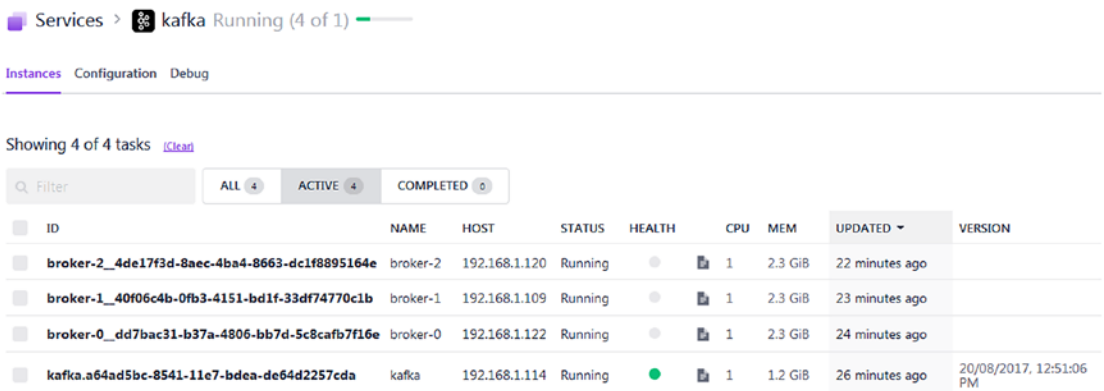 Services > kafka Running (4 of 1)
Instances Configuration Debug
Showing 4 of 4 tasks (Clear)
Filter ALL 4 ACTIVE 4 COMPLETED 0
ID NAME HOST STATUS HEALTH CPU MEM UPDATED VERSION
broker-2__4de17f3d-8aec-4ba4-8663-dc1f8895164e broker-2 192.168.1.120 Running 1 2.3 GiB 22 minutes ago
broker-1__40f06c4b-0fb3-4151-bd1f-33df74770c1b broker-1 192.168.1.109 Running 1 2.3 GiB 23 minutes ago
broker-0__dd7bac31-b37a-4806-bb7d-5c8cafb7f16e broker-0 192.168.1.122 Running 1 2.3 GiB 24 minutes ago
kafka.a64ad5bc-8541-11e7-bdea-de64d2257cda kafka 192.168.1.114 Running 1 1.2 GiB 26 minutes ago 20/08/2017, 12:51:06
PM